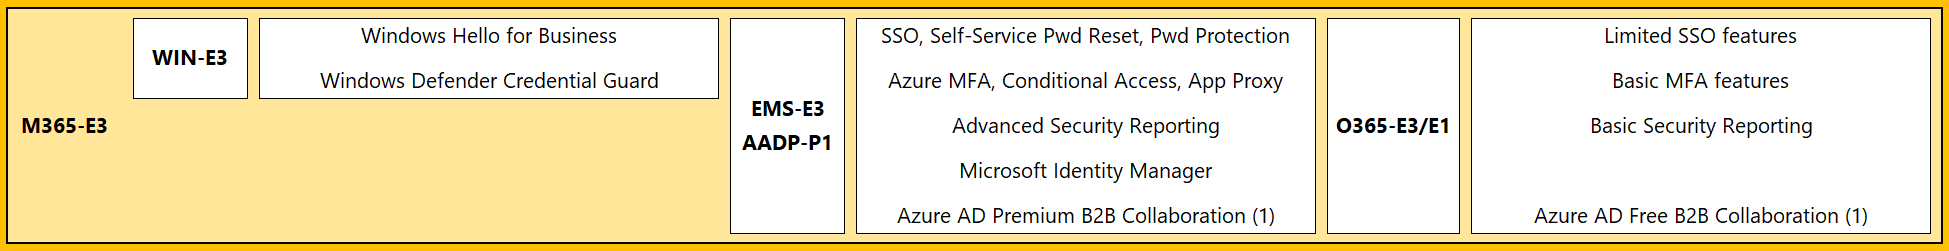 M365-E3
WIN-E3
Windows Hello for Business
Windows Defender Credential Guard
EMS-E3
AADP-P1
SSO, Self-Service Pwd Reset, Pwd Protection
Azure MFA, Conditional Access, App Proxy
Advanced Security Reporting
Microsoft Identity Manager
Azure AD Premium B2B Collaboration (1)
O365-E3/E1
Limited SSO features
Basic MFA features
Basic Security Reporting
Azure AD Free B2B Collaboration (1)